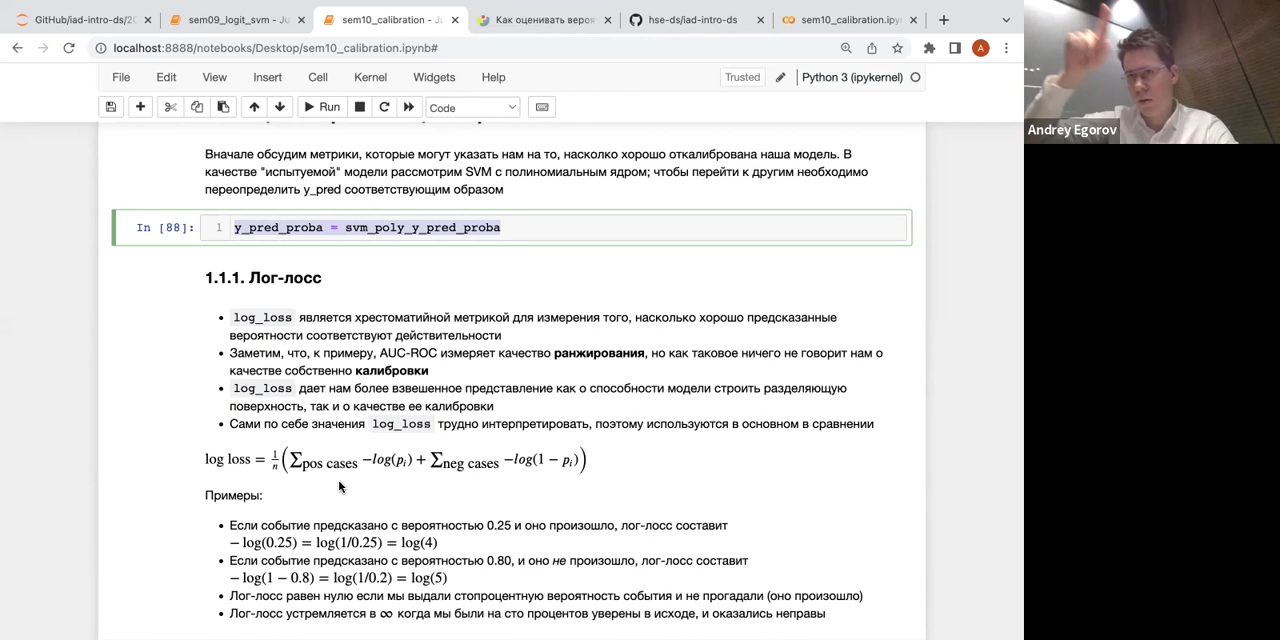 GitHub/iad-intro-ds/20
sem09_logit_svm - Ju
sem10_calibration - Ju
Как оценивать вероя
hse-ds/iad-intro-ds
sem10_calibration.ipyn
localhost:8888/notebooks/Desktop/sem10_calibration.ipynb#
A
File Edit View Insert Cell Kernel Widgets Help
Trusted
Python 3 (ipykernel)
Run
Code
Andrey Egorov
Вначале обсудим метрики, которые могут указать нам на то, насколько хорошо откалибрована наша модель. В
качестве "испытуемой" модели рассмотрим SVM с полиномиальным ядром; чтобы перейти к другим необходимо
переопределить y_pred соответствующим образом
In [88]: 1 y_pred_proba = svm_poly_y_pred_proba
1.1.1. Лог-лосс
• log_loss является хрестоматийной метрикой для измерения того, насколько хорошо предсказанные
вероятности соответствуют действительности
• Заметим, что, к примеру, AUC-ROC измеряет качество ранжирования, но как таковое ничего не говорит нам о
качестве собственно калибровки
• log_loss дает нам более взвешенное представление как о способности модели строить разделяющую
поверхность, так и о качестве ее калибровки
• Сами по себе значения log_loss трудно интерпретировать, поэтому используются в основном в сравнении
log loss = 1/n (∑pos cases −log(pi) + ∑neg cases −log(1 − pi))
Примеры:
• Если событие предсказано с вероятностью 0.25 и оно произошло, лог-лосс составит
− log(0.25) = log(1/0.25) = log(4)
• Если событие предсказано с вероятностью 0.80, и оно не произошло, лог-лосс составит
− log(1 − 0.8) = log(1/0.2) = log(5)
• Лог-лосс равен нулю если мы выдали стопроцентную вероятность события и не прогадали (оно произошло)
• Лог-лосс устремляется в ∞ когда мы были на сто процентов уверены в исходе, и оказались неправы